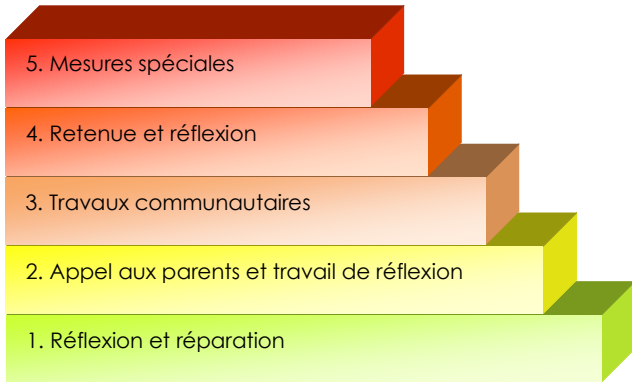 5. Mesures spéciales
4. Retenue et réflexion
3. Travaux communautaires
2. Appel aux parents et travail de réflexion
1. Réflexion et réparation